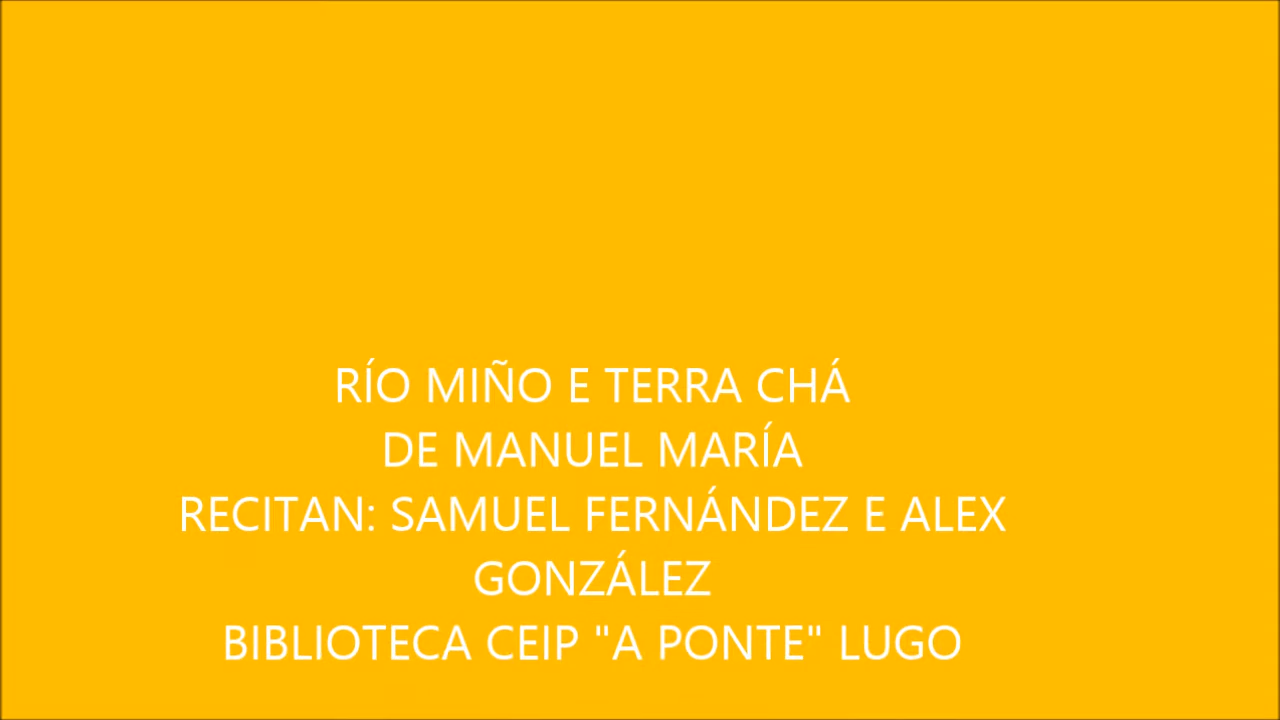 RÍO MIÑO E TERRA CHÁ
DE MANUEL MARÍA
RECITAN: SAMUEL FERNÁNDEZ E ALEX
GONZÁLEZ
BIBLIOTECA CEIP "A PONTE" LUGO